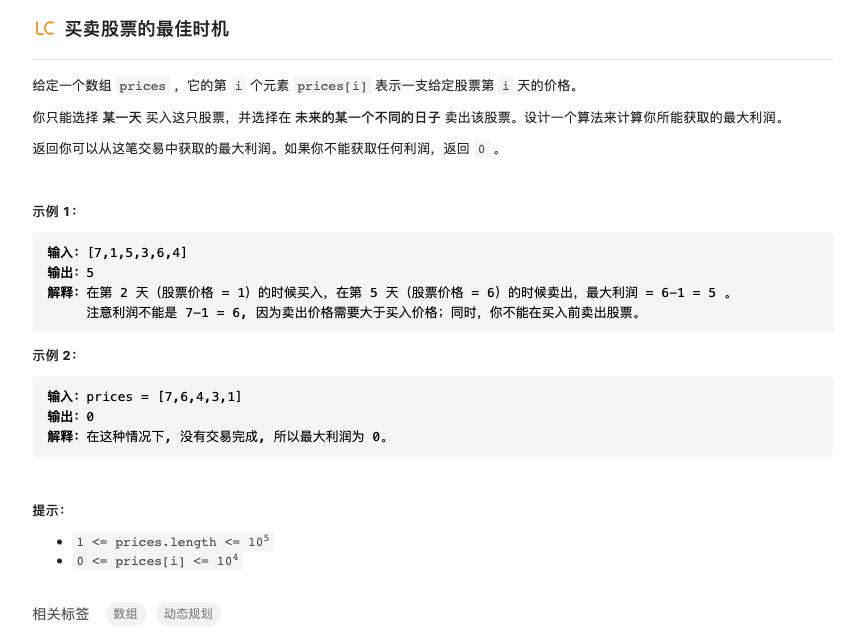 LC 买卖股票的最佳时机
给定一个数组 prices ，它的第 i 个元素 prices[i] 表示一支给定股票第 i 天的价格。
你只能选择 某一天 买入这只股票，并选择在 未来的某一个不同的日子 卖出该股票。设计一个算法来计算你所能获取的最大利润。
返回你可以从这笔交易中获取的最大利润。如果你不能获取任何利润，返回 0 。
示例 1：
输入：[7,1,5,3,6,4]
输出：5
解释：在第 2 天（股票价格 = 1）的时候买入，在第 5 天（股票价格 = 6）的时候卖出，最大利润 = 6-1 = 5 。
注意利润不能是 7-1 = 6, 因为卖出价格需要大于买入价格；同时，你不能在买入前卖出股票。
示例 2：
输入：prices = [7,6,4,3,1]
输出：0
解释：在这种情况下, 没有交易完成, 所以最大利润为 0。
提示：
• 1 <= prices.length <= 10⁵
• 0 <= prices[i] <= 10⁴
相关标签 数组 动态规划